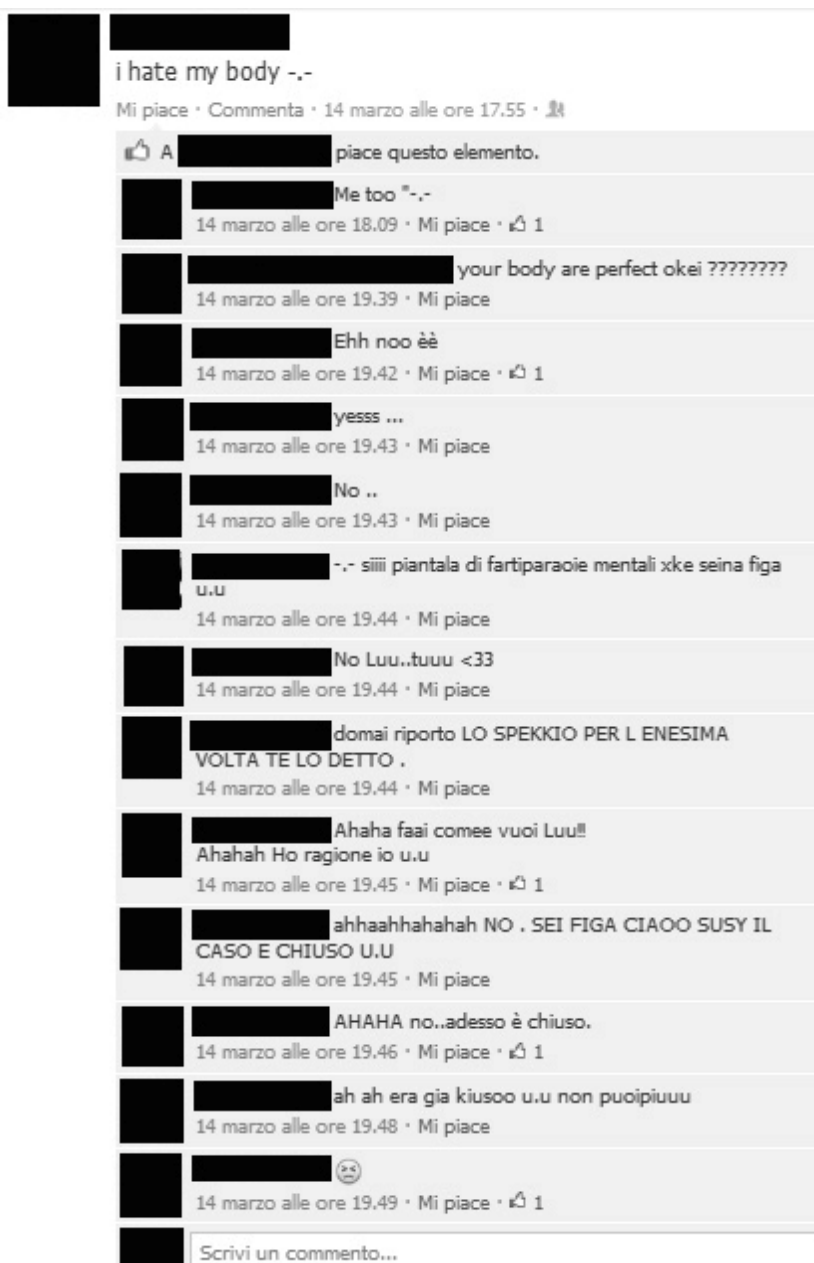 i hate my body -.-
Mi piace · Commenta · 14 marzo alle ore 17.55 ·
A piace questo elemento.
Me too "-.-
14 marzo alle ore 18.09 · Mi piace · 1
your body are perfect okei ????????
14 marzo alle ore 19.39 · Mi piace
Ehh noo èè
14 marzo alle ore 19.42 · Mi piace · 1
yesss ...
14 marzo alle ore 19.43 · Mi piace
No ..
14 marzo alle ore 19.43 · Mi piace
-.- siiii piantala di fartiparaoie mentali xke seina figa
u.u
14 marzo alle ore 19.44 · Mi piace
No Luu..tuuu <33
14 marzo alle ore 19.44 · Mi piace
domai riporto LO SPEKKIO PER L ENESIMA
VOLTA TE LO DETTO .
14 marzo alle ore 19.44 · Mi piace
Ahaha faai comee vuoi Luu!!
Ahahah Ho ragione io u.u
14 marzo alle ore 19.45 · Mi piace · 1
ahhaahhahahah NO . SEI FIGA CIAOO SUSY IL
CASO E CHIUSO U.U
14 marzo alle ore 19.45 · Mi piace
AHAHA no..adesso è chiuso.
14 marzo alle ore 19.46 · Mi piace · 1
ah ah era gia kiusoo u.u non puoipiuuu
14 marzo alle ore 19.48 · Mi piace
14 marzo alle ore 19.49 · Mi piace · 1
Scrivi un commento...